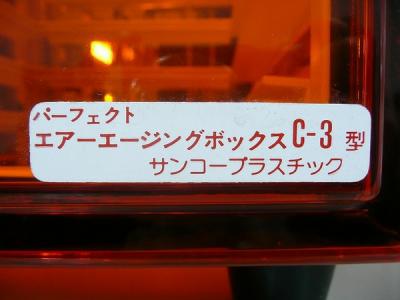 パーフェクト
エアーエージングボックスC-3型
サンコープラスチック